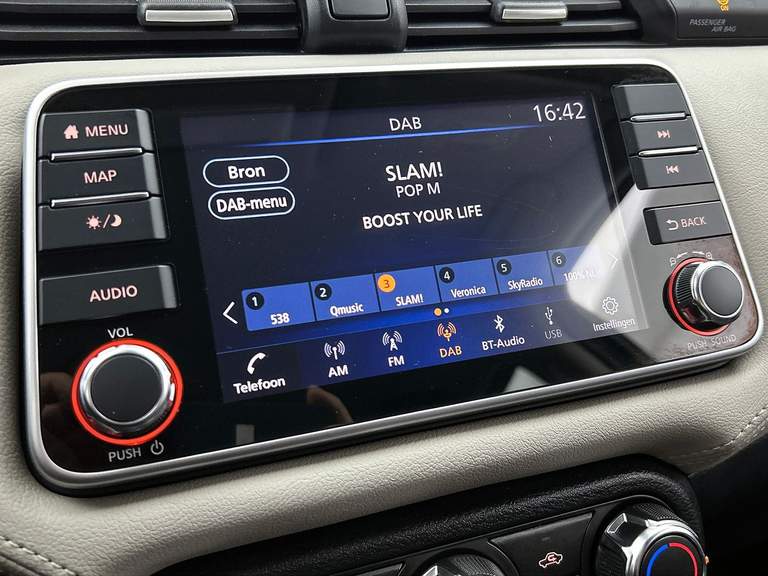 PASSENGER
AIR BAG
MENU
MAP
AUDIO
VOL
PUSH
DAB
16:42
Bron
DAB-menu
SLAM!
POP M
BOOST YOUR LIFE
1 2 3 4 5 6
538 Qmusic SLAM! Veronica SkyRadio 100% NL
Telefoon AM FM DAB BT-Audio USB Instellingen
BACK
PUSH SOUND